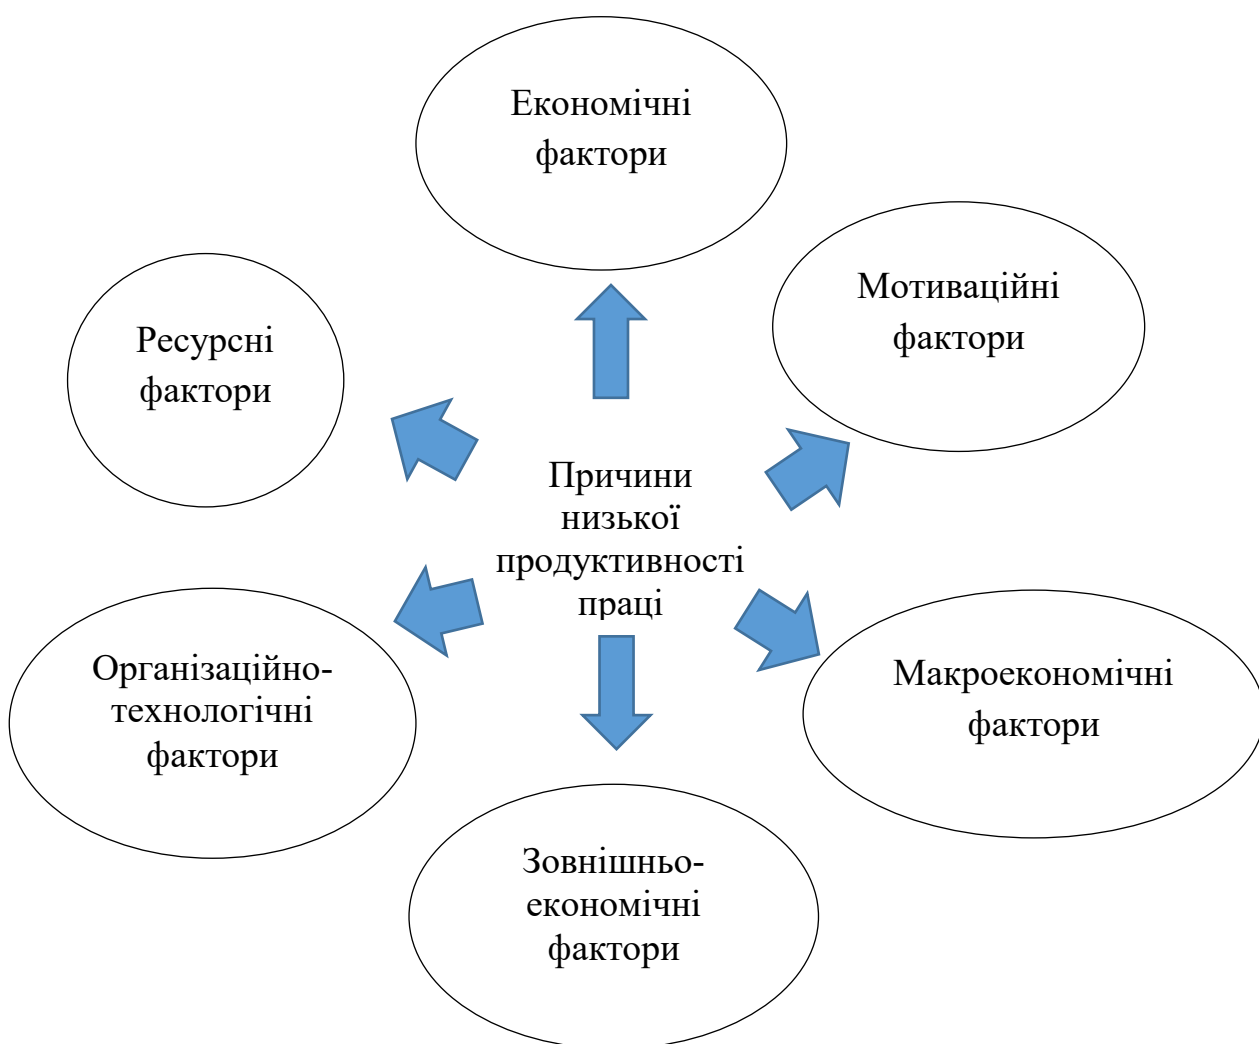 Економічні
фактори
Мотиваційні
фактори
Ресурсні
фактори
Причини
низької
продуктивності
праці
Організаційно-
технологічні
фактори
Макроекономічні
фактори
Зовнішньо-
економічні
фактори